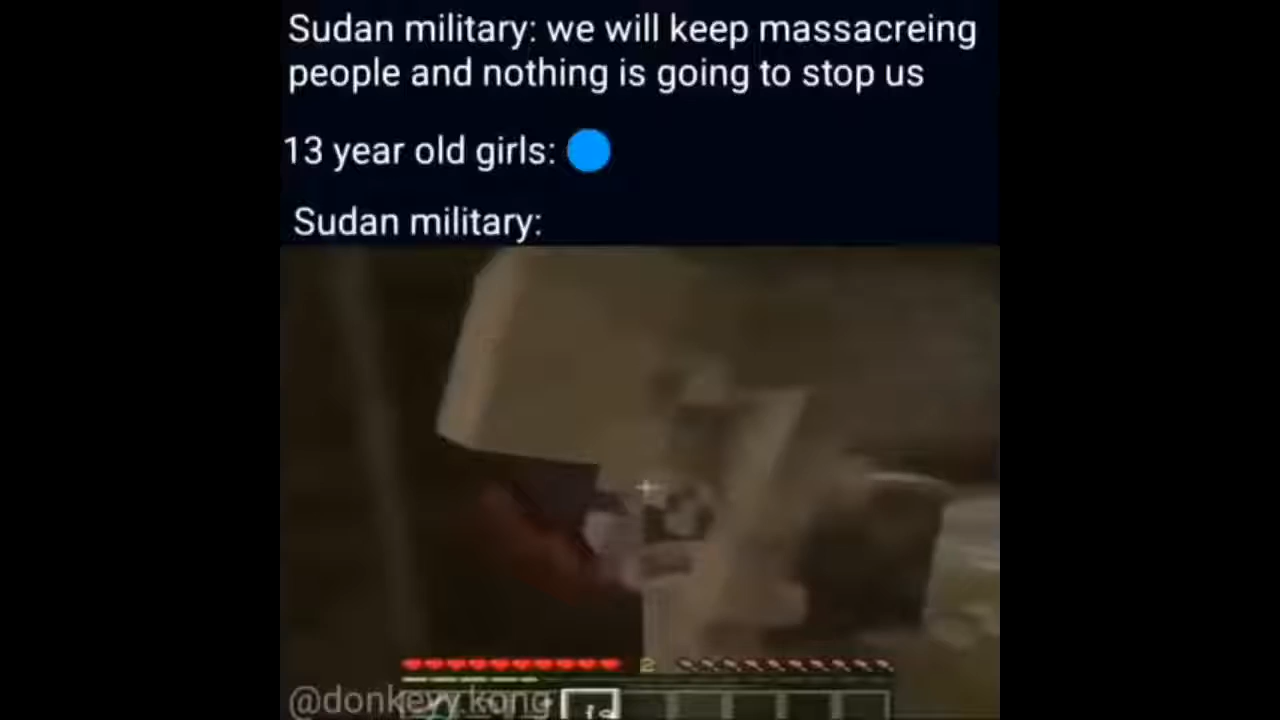 Sudan military: we will keep massacreing
people and nothing is going to stop us
13 year old girls:
Sudan military:
2
@donkeyy.kong